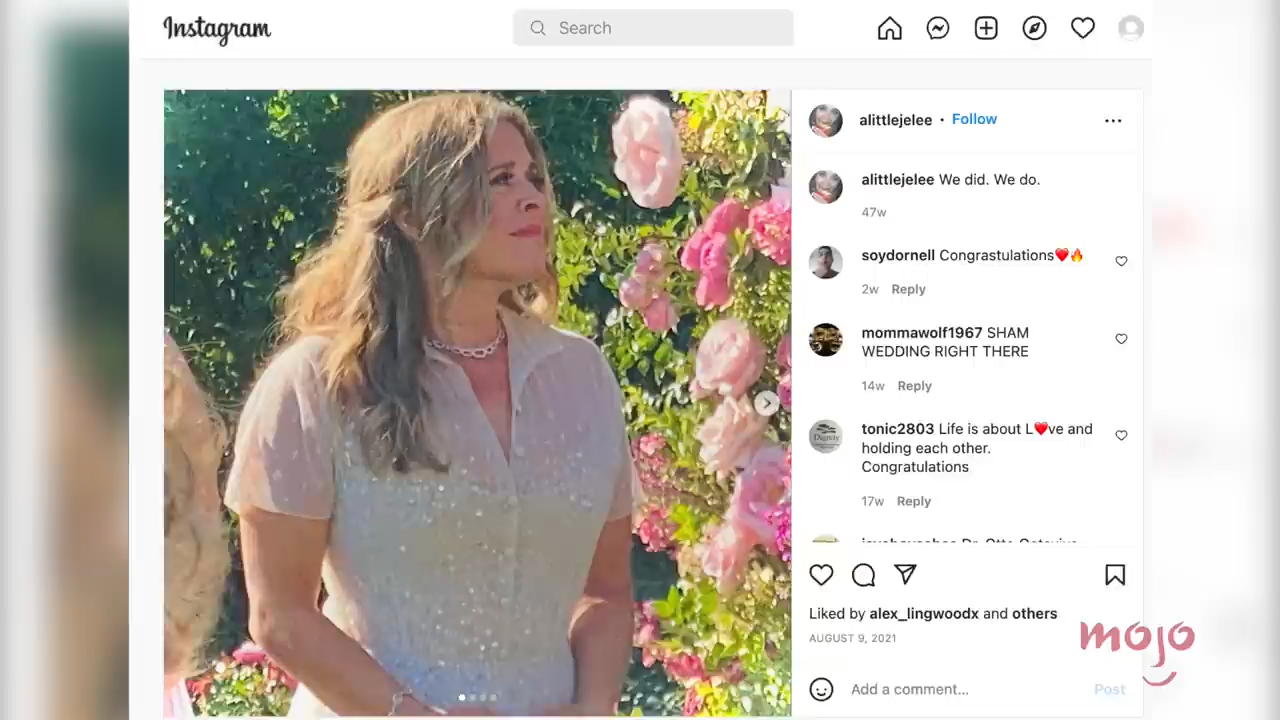 Instagram
Search
alittlejelee • Follow
alittlejelee We did. We do.
47w
soydornell Congrastulations❤️🔥
2w Reply
mommawolf1967 SHAM
WEDDING RIGHT THERE
14w Reply
tonic2803 Life is about L❤️ve and
holding each other.
Congratulations
17w Reply
Liked by alex_lingwoodx and others
AUGUST 9, 2021
Add a comment... Post
mojo